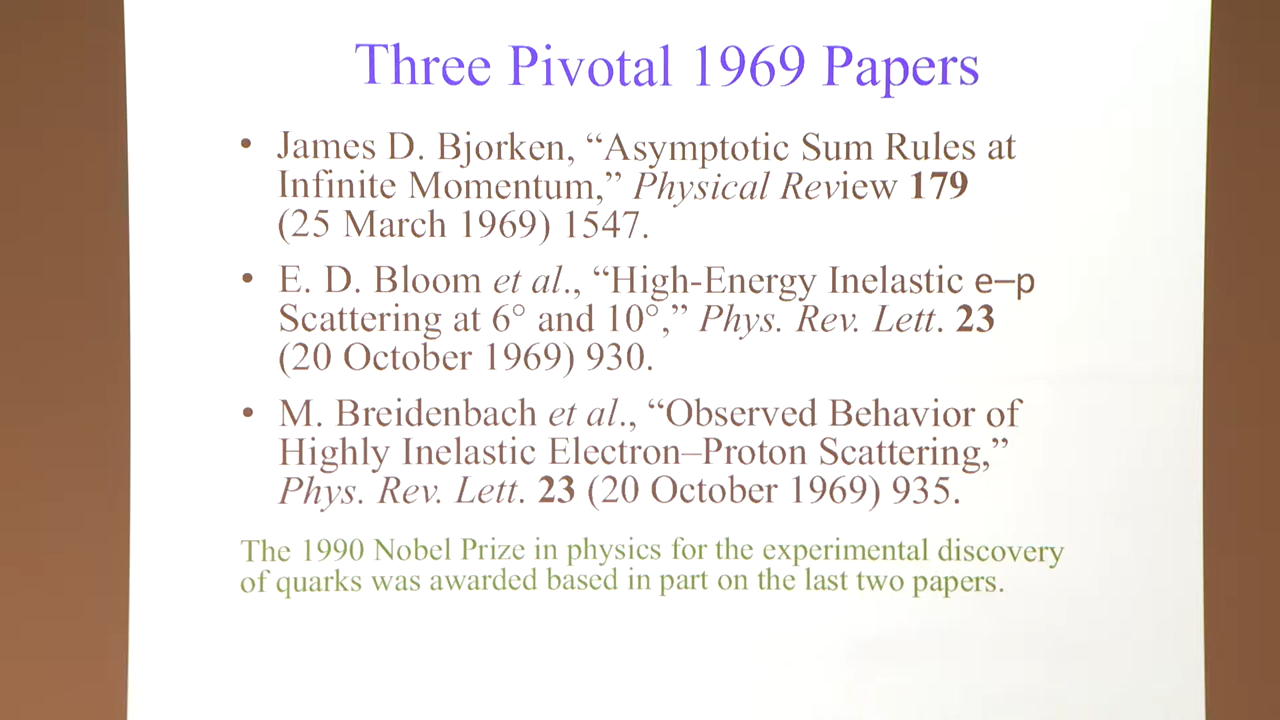 Three Pivotal 1969 Papers
• James D. Bjorken, “Asymptotic Sum Rules at
Infinite Momentum,” Physical Review 179
(25 March 1969) 1547.
• E. D. Bloom et al., “High-Energy Inelastic e–p
Scattering at 6° and 10°,” Phys. Rev. Lett. 23
(20 October 1969) 930.
• M. Breidenbach et al., “Observed Behavior of
Highly Inelastic Electron–Proton Scattering,”
Phys. Rev. Lett. 23 (20 October 1969) 935.
The 1990 Nobel Prize in physics for the experimental discovery
of quarks was awarded based in part on the last two papers.